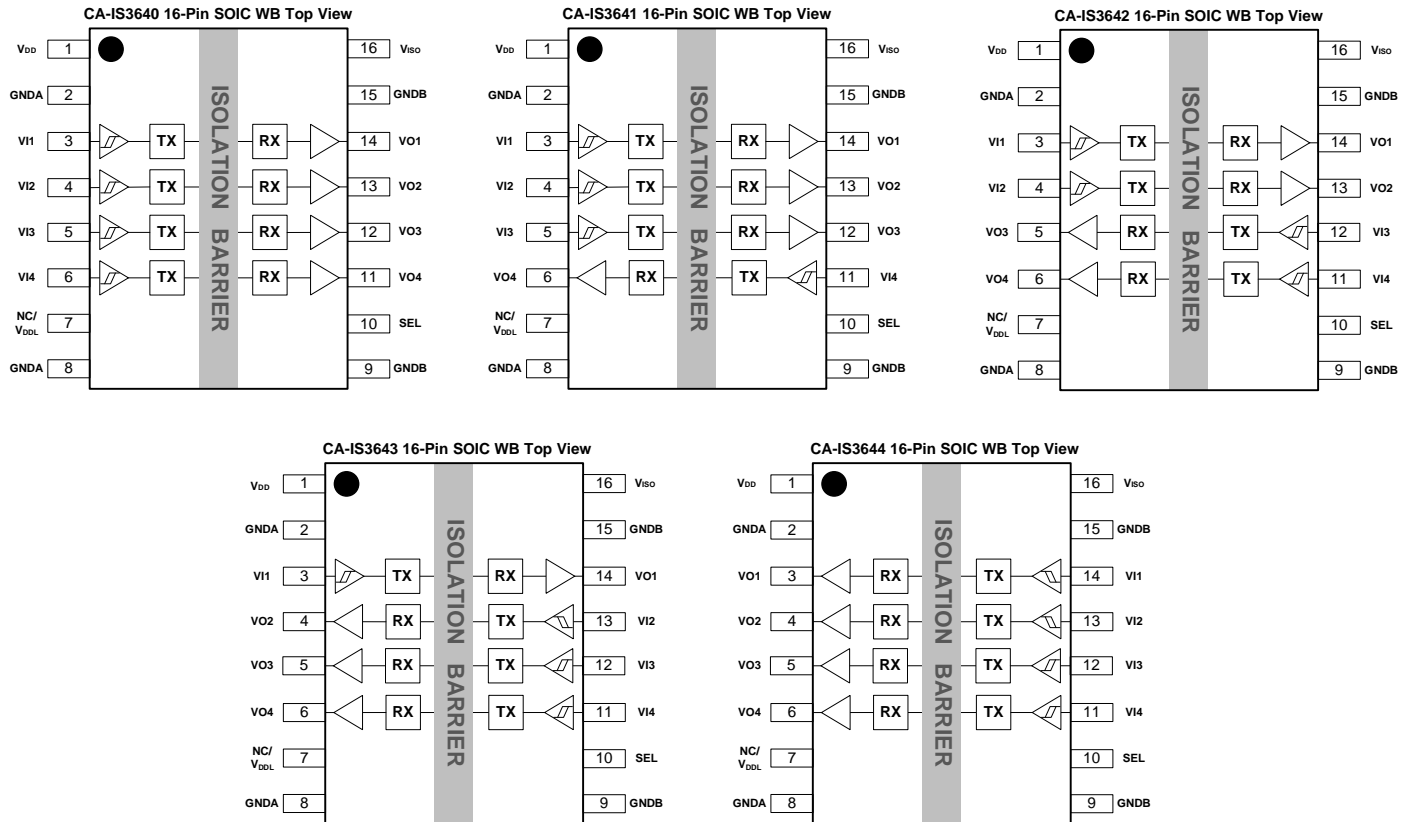 CA-IS3640 16-Pin SOIC WB Top View
VDD 1 16 VISO
GNDA 2 15 GNDB
VI1 3 TX RX 14 VO1
VI2 4 TX RX 13 VO2
VI3 5 TX RX 12 VO3
VI4 6 TX RX 11 VO4
NC/
VDDL 7 10 SEL
GNDA 8 9 GNDB
ISOLATION BARRIER
CA-IS3641 16-Pin SOIC WB Top View
VDD 1 16 VISO
GNDA 2 15 GNDB
VI1 3 TX RX 14 VO1
VI2 4 TX RX 13 VO2
VI3 5 TX RX 12 VO3
VO4 6 RX TX 11 VI4
NC/
VDDL 7 10 SEL
GNDA 8 9 GNDB
ISOLATION BARRIER
CA-IS3642 16-Pin SOIC WB Top View
VDD 1 16 VISO
GNDA 2 15 GNDB
VI1 3 TX RX 14 VO1
VI2 4 TX RX 13 VO2
VO3 5 RX TX 12 VI3
VO4 6 RX TX 11 VI4
NC/
VDDL 7 10 SEL
GNDA 8 9 GNDB
ISOLATION BARRIER
CA-IS3643 16-Pin SOIC WB Top View
VDD 1 16 VISO
GNDA 2 15 GNDB
VI1 3 TX RX 14 VO1
VO2 4 RX TX 13 VI2
VO3 5 RX TX 12 VI3
VO4 6 RX TX 11 VI4
NC/
VDDL 7 10 SEL
GNDA 8 9 GNDB
ISOLATION BARRIER
CA-IS3644 16-Pin SOIC WB Top View
VDD 1 16 VISO
GNDA 2 15 GNDB
VO1 3 RX TX 14 VI1
VO2 4 RX TX 13 VI2
VO3 5 RX TX 12 VI3
VO4 6 RX TX 11 VI4
NC/
VDDL 7 10 SEL
GNDA 8 9 GNDB
ISOLATION BARRIER